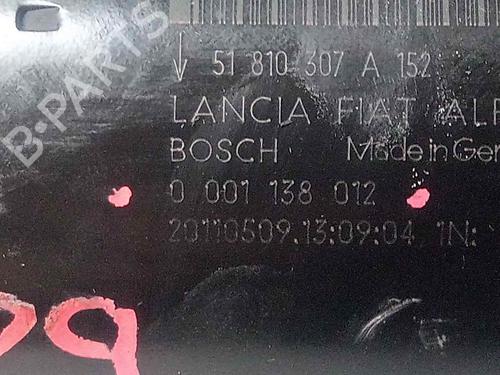 51 810 307 A 152
LANCIA FIAT ALF
BOSCH Made in Ger
0 001 138 012
20110509.13:09:04, 1N:
B-PARTS